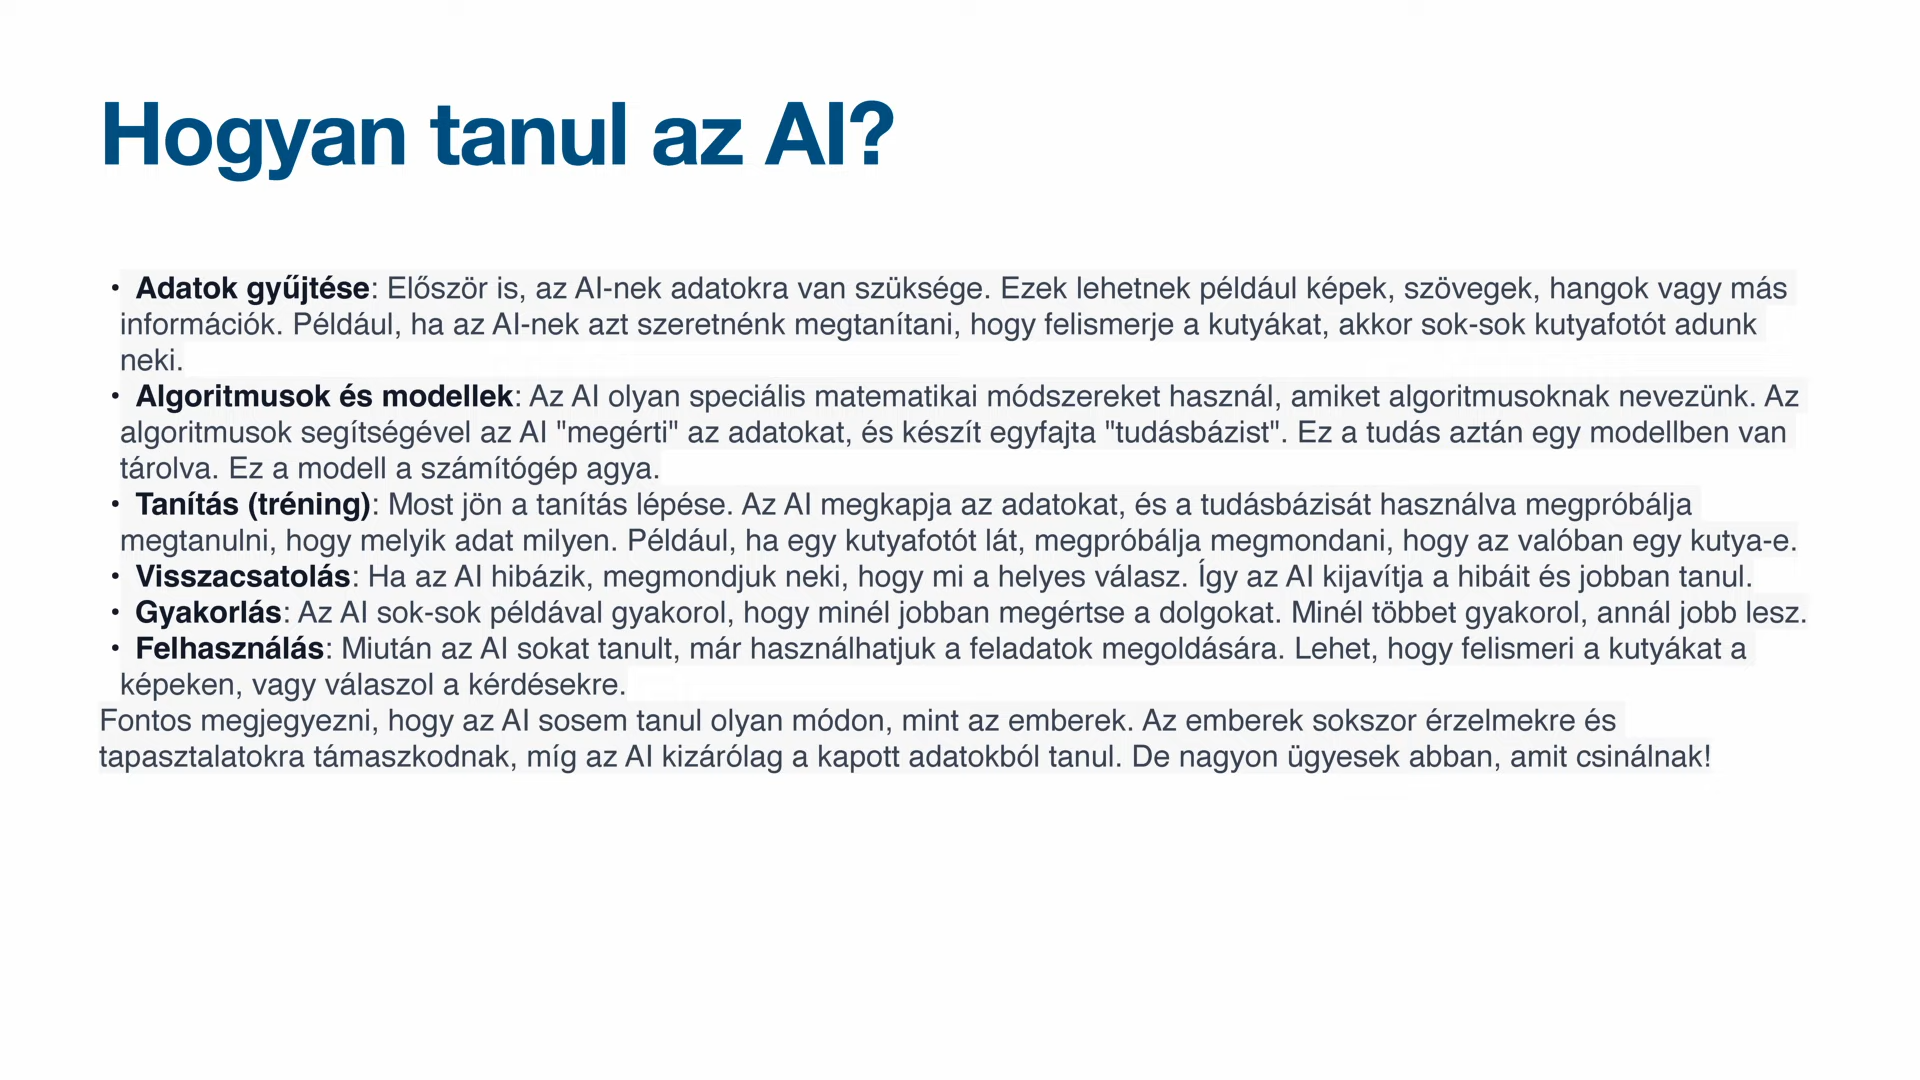 Hogyan tanul az AI?
• Adatok gyűjtése: Először is, az AI-nek adatokra van szüksége. Ezek lehetnek például képek, szövegek, hangok vagy más
információk. Például, ha az AI-nek azt szeretnénk megtanítani, hogy felismerje a kutyákat, akkor sok-sok kutyafotót adunk
neki.
• Algoritmusok és modellek: Az AI olyan speciális matematikai módszereket használ, amiket algoritmusoknak nevezünk. Az
algoritmusok segítségével az AI "megérti" az adatokat, és készít egyfajta "tudásbázist". Ez a tudás aztán egy modellben van
tárolva. Ez a modell a számítógép agya.
• Tanítás (tréning): Most jön a tanítás lépése. Az AI megkapja az adatokat, és a tudásbázisát használva megpróbálja
megtanulni, hogy melyik adat milyen. Például, ha egy kutyafotót lát, megpróbálja megmondani, hogy az valóban egy kutya-e.
• Visszacsatolás: Ha az AI hibázik, megmondjuk neki, hogy mi a helyes válasz. Így az AI kijavítja a hibáit és jobban tanul.
• Gyakorlás: Az AI sok-sok példával gyakorol, hogy minél jobban megértse a dolgokat. Minél többet gyakorol, annál jobb lesz.
• Felhasználás: Miután az AI sokat tanult, már használhatjuk a feladatok megoldására. Lehet, hogy felismeri a kutyákat a
képeken, vagy válaszol a kérdésekre.
Fontos megjegyezni, hogy az AI sosem tanul olyan módon, mint az emberek. Az emberek sokszor érzelmekre és
tapasztalatokra támaszkodnak, míg az AI kizárólag a kapott adatokból tanul. De nagyon ügyesek abban, amit csinálnak!